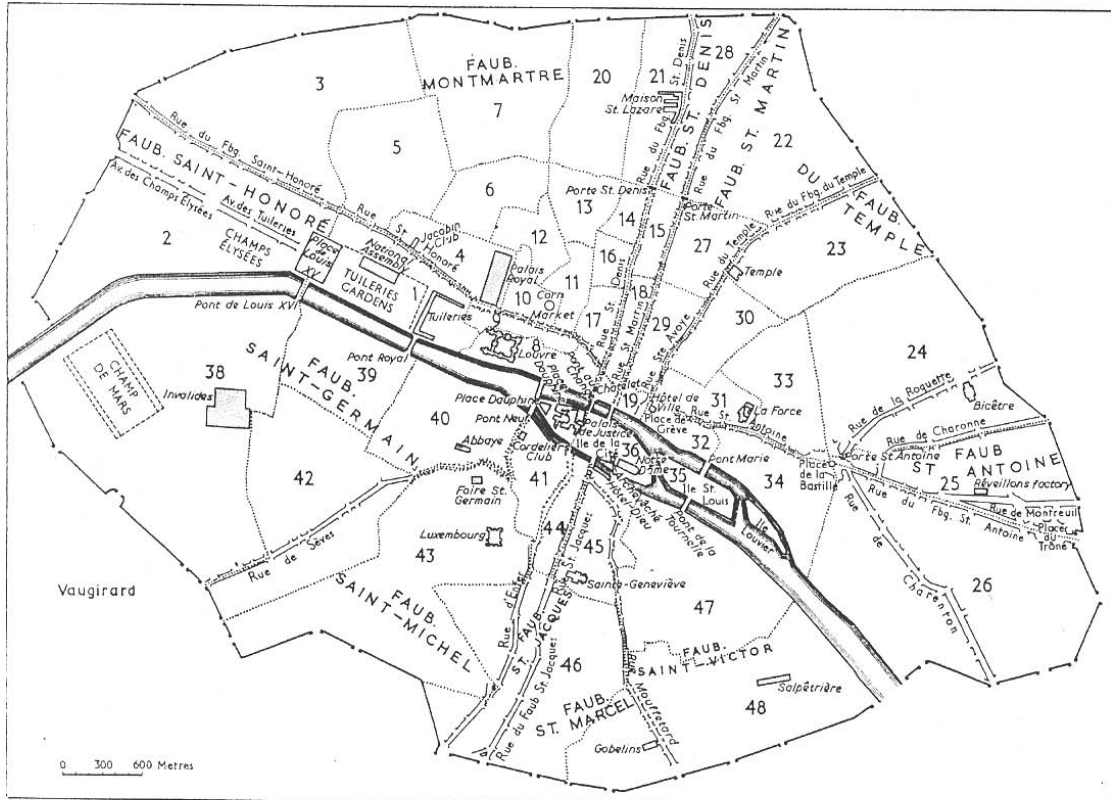 3
FAUB.
MONTMARTRE
7
20
21
28
Rue du Fbg. St. Denis
FAUB. ST. DENIS
Maison
St. Lazare
Rue du Fbg. St. Martin
FAUB. ST. MARTIN
22
Rue du Fbg. Saint-Honoré
FAUB. SAINT-HONORÉ
5
6
Porte St. Denis
13
14
15
Porte
St. Martin
27
Rue du Fbg. du Temple
FAUB.
DU
TEMPLE
23
Av. des Champs Élysées
Av. des Tuileries
2
CHAMPS
ÉLYSÉES
Place
de
Louis
XV
Rue St. Honoré
Jacobin
Club
National
Assembly
4
12
16
11
Palais
Royal
10
Corn
Market
17
18
Rue St. Denis
Rue St. Martin
29
Rue du Temple
Temple
Ste Avoye
30
TUILERIES
GARDENS
1
Tuileries
Pont de Louis XVI
Pont Royal
8
Louvre
24
33
CHAMP
DE MARS
38
Invalides
FAUB.
SAINT-GERMAIN
39
Place Dauphine
Pont Neuf
Pont au Change
Châtelet
19
Hôtel de
Ville
Place de
Grève
Rue St.
Antoine
31
La Force
32
Rue de la Roquette
Bicêtre
Rue de Charonne
Porte St. Antoine
FAUB
ST ANTOINE
40
Abbaye
Cordeliers
Club
Palais
de Justice
Ile de la
Cité
36
Notre
Dame
Pont Marie
35
Ile St.
Louis
34
Place
de la
Bastille
25
Réveillons factory
42
Foire St.
Germain
41
Archevêché
Hôtel-Dieu
Pont de la
Tournelle
Ile
Louvier
Rue du Fbg. St. Antoine
Rue de Montreuil
Place
du
Trône
Luxembourg
44
45
Rue de Sèves
43
Rue d'Enfer
Rue St. Jacques
Sainte-Geneviève
Rue de Charenton
26
Vaugirard
FAUB.
SAINT-MICHEL
FAUB.
ST. JACQUES
47
46
FAUB.
SAINT-VICTOR
Rue du Faub St. Jacques
FAUB.
ST. MARCEL
Rue Mouffetard
Salpêtrière
48
Gobelins
0 300 600 Metres